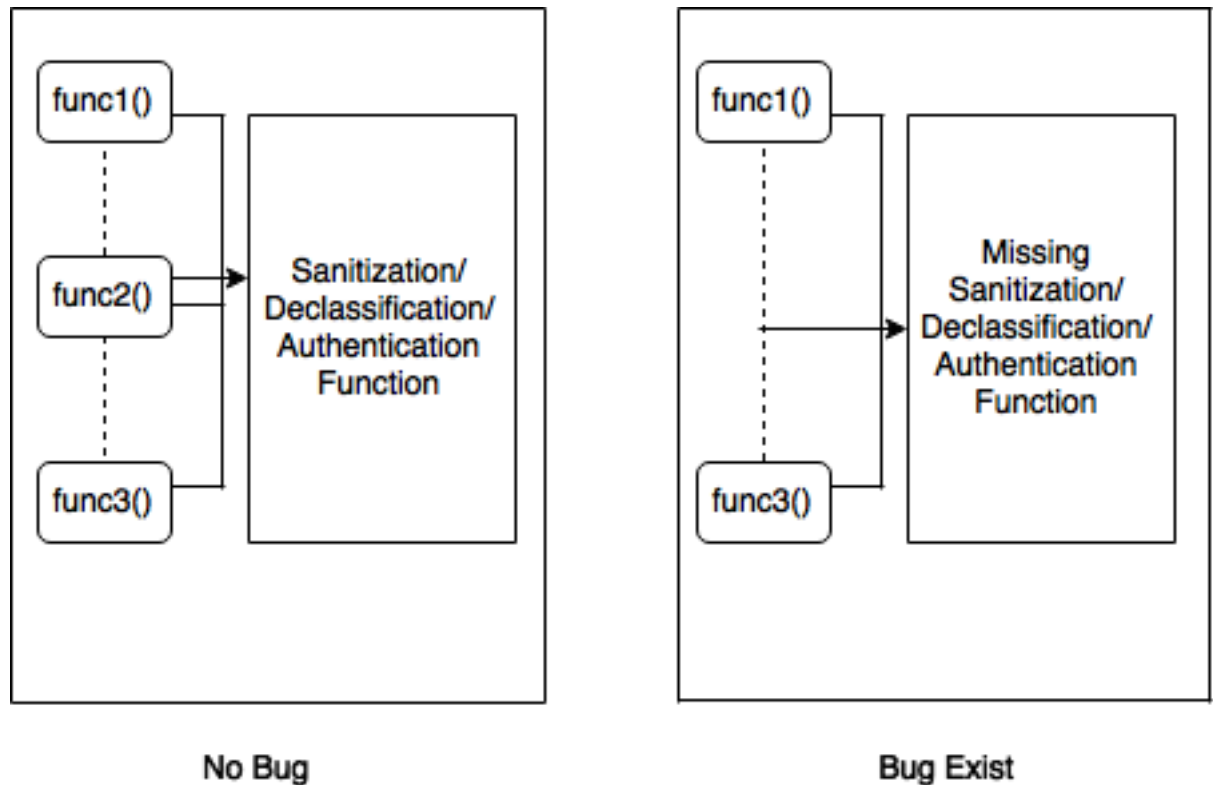 func1()
func2()
func3()
Sanitization/
Declassification/
Authentication
Function
No Bug
func1()
func3()
Missing
Sanitization/
Declassification/
Authentication
Function
Bug Exist